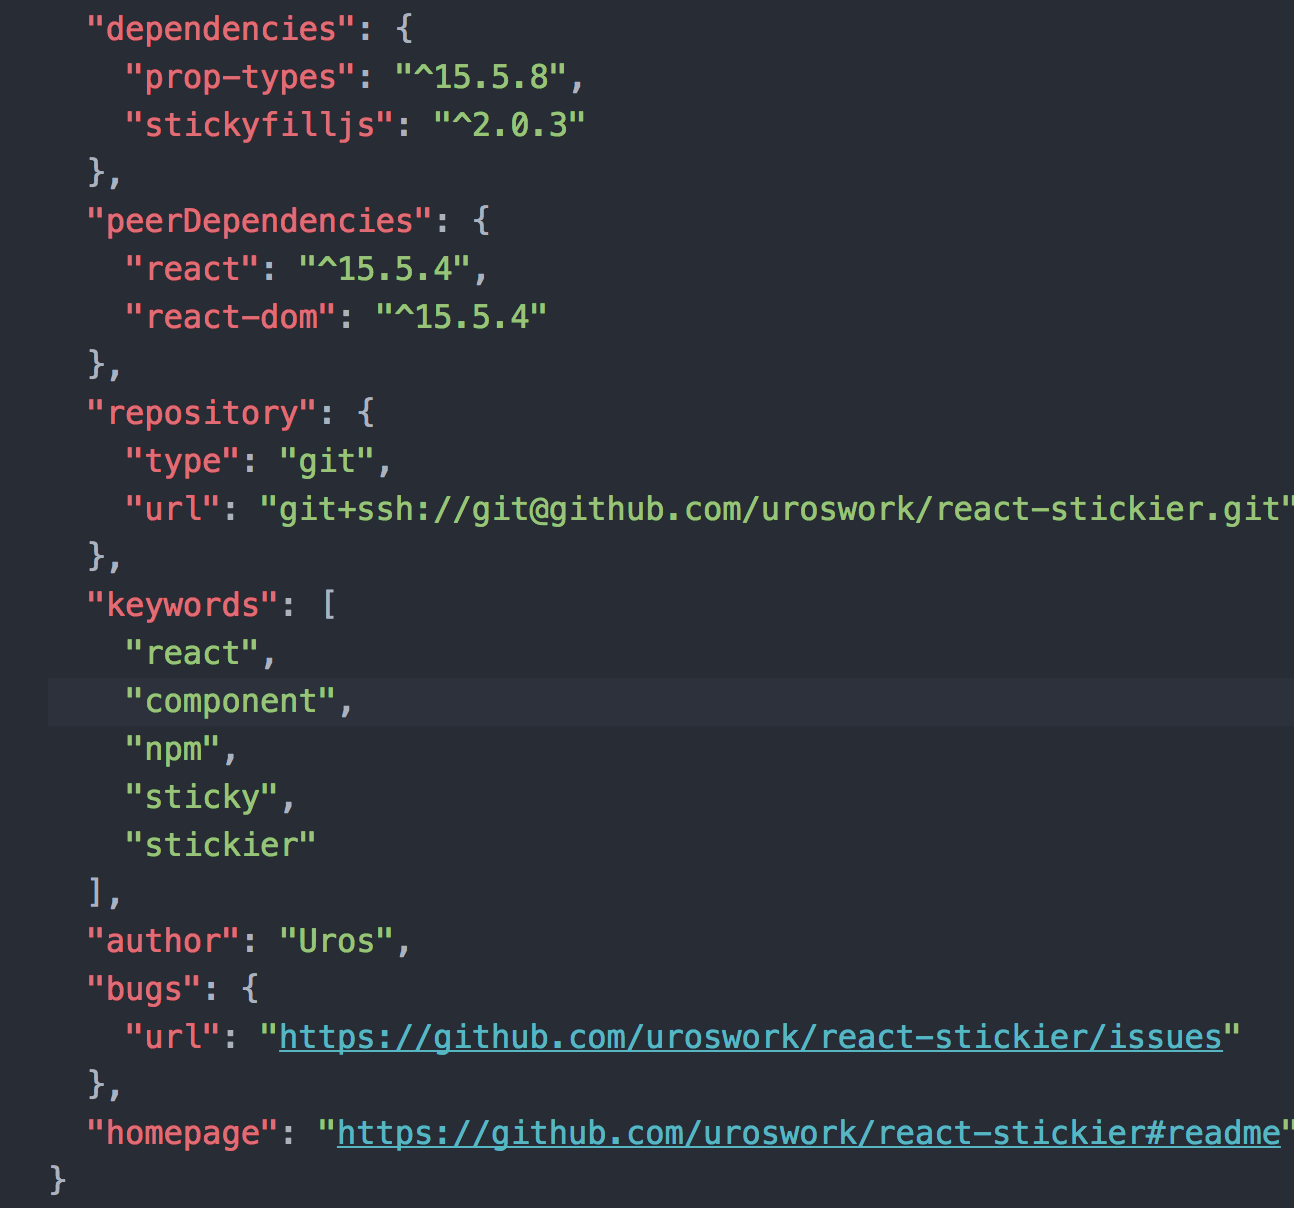 "dependencies": {
"prop-types": "^15.5.8",
"stickyfilljs": "^2.0.3"
},
"peerDependencies": {
"react": "^15.5.4",
"react-dom": "^15.5.4"
},
"repository": {
"type": "git",
"url": "git+ssh://git@github.com/uroswork/react-stickier.git"
},
"keywords": [
"react",
"component",
"npm",
"sticky",
"stickier"
],
"author": "Uros",
"bugs": {
"url": "https://github.com/uroswork/react-stickier/issues"
},
"homepage": "https://github.com/uroswork/react-stickier#readme"
}